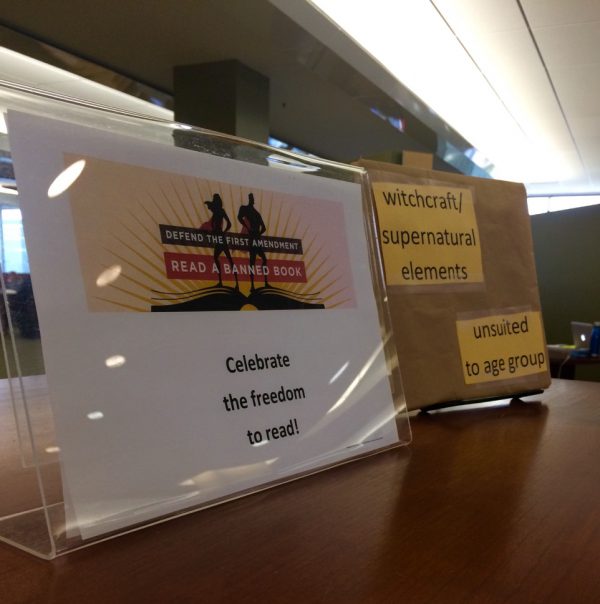 DEFEND THE FIRST AMENDMENT
READ A BANNED BOOK
Celebrate
the freedom
to read!
witchcraft/
supernatural
elements
unsuited
to age group